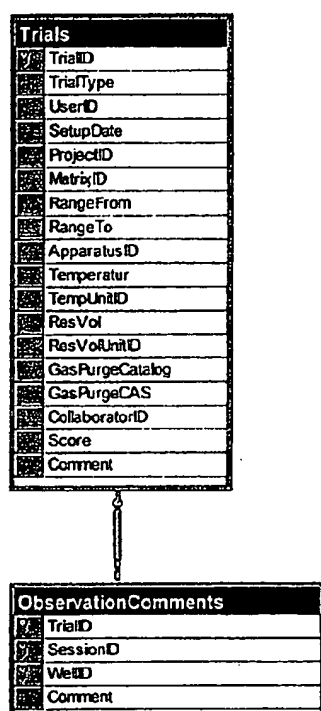 Trials
TrialID
TrialType
UserID
SetupDate
ProjectID
MatrixID
RangeFrom
RangeTo
ApparatusID
Temperatur
TempUnitID
ResVol
ResVolUnitID
GasPurgeCatalog
GasPurgeCAS
CollaboratorID
Score
Comment
ObservationComments
TrialID
SessionID
WellID
Comment